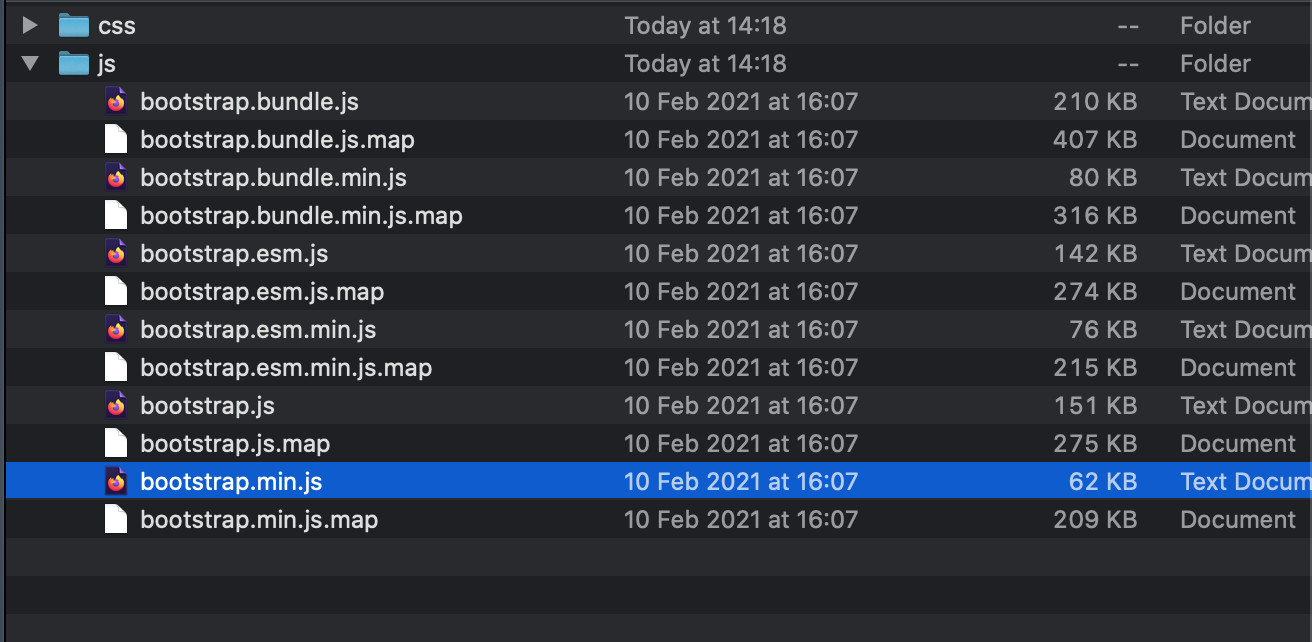 css Today at 14:18 -- Folder
js Today at 14:18 -- Folder
bootstrap.bundle.js 10 Feb 2021 at 16:07 210 KB Text Docum
bootstrap.bundle.js.map 10 Feb 2021 at 16:07 407 KB Document
bootstrap.bundle.min.js 10 Feb 2021 at 16:07 80 KB Text Docum
bootstrap.bundle.min.js.map 10 Feb 2021 at 16:07 316 KB Document
bootstrap.esm.js 10 Feb 2021 at 16:07 142 KB Text Docum
bootstrap.esm.js.map 10 Feb 2021 at 16:07 274 KB Document
bootstrap.esm.min.js 10 Feb 2021 at 16:07 76 KB Text Docum
bootstrap.esm.min.js.map 10 Feb 2021 at 16:07 215 KB Document
bootstrap.js 10 Feb 2021 at 16:07 151 KB Text Docum
bootstrap.js.map 10 Feb 2021 at 16:07 275 KB Document
bootstrap.min.js 10 Feb 2021 at 16:07 62 KB Text Docum
bootstrap.min.js.map 10 Feb 2021 at 16:07 209 KB Document